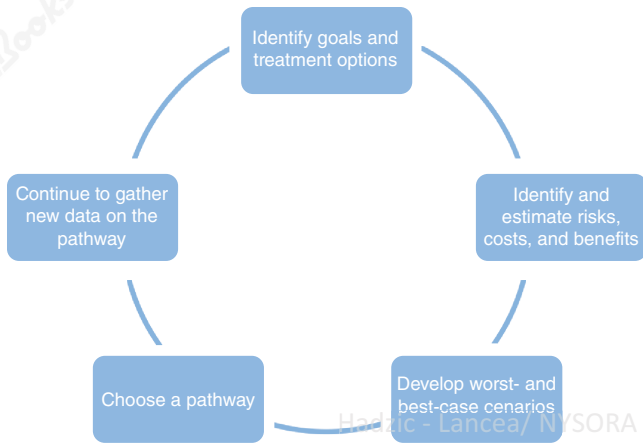 Books
Identify goals and
treatment options
Continue to gather
new data on the
pathway
Identify and
estimate risks,
costs, and benefits
Choose a pathway
Develop worst- and
best-case cenarios
Hadzic - Lancea/ NYSORA